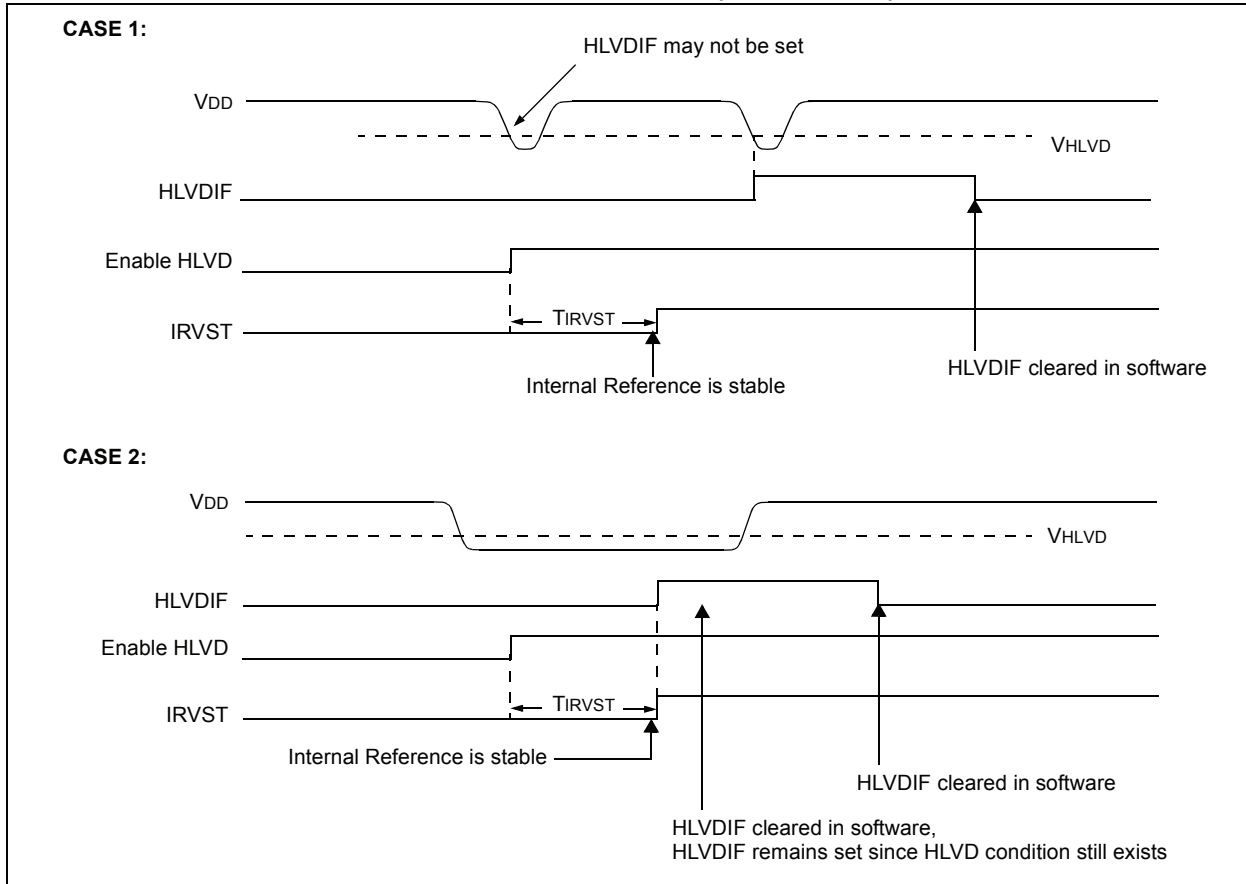 CASE 1:
HLVDIF may not be set
VDD
VHLVD
HLVDIF
Enable HLVD
TIRVST
IRVST
Internal Reference is stable
HLVDIF cleared in software
CASE 2:
VDD
VHLVD
HLVDIF
Enable HLVD
TIRVST
IRVST
Internal Reference is stable
HLVDIF cleared in software
HLVDIF cleared in software,
HLVDIF remains set since HLVD condition still exists